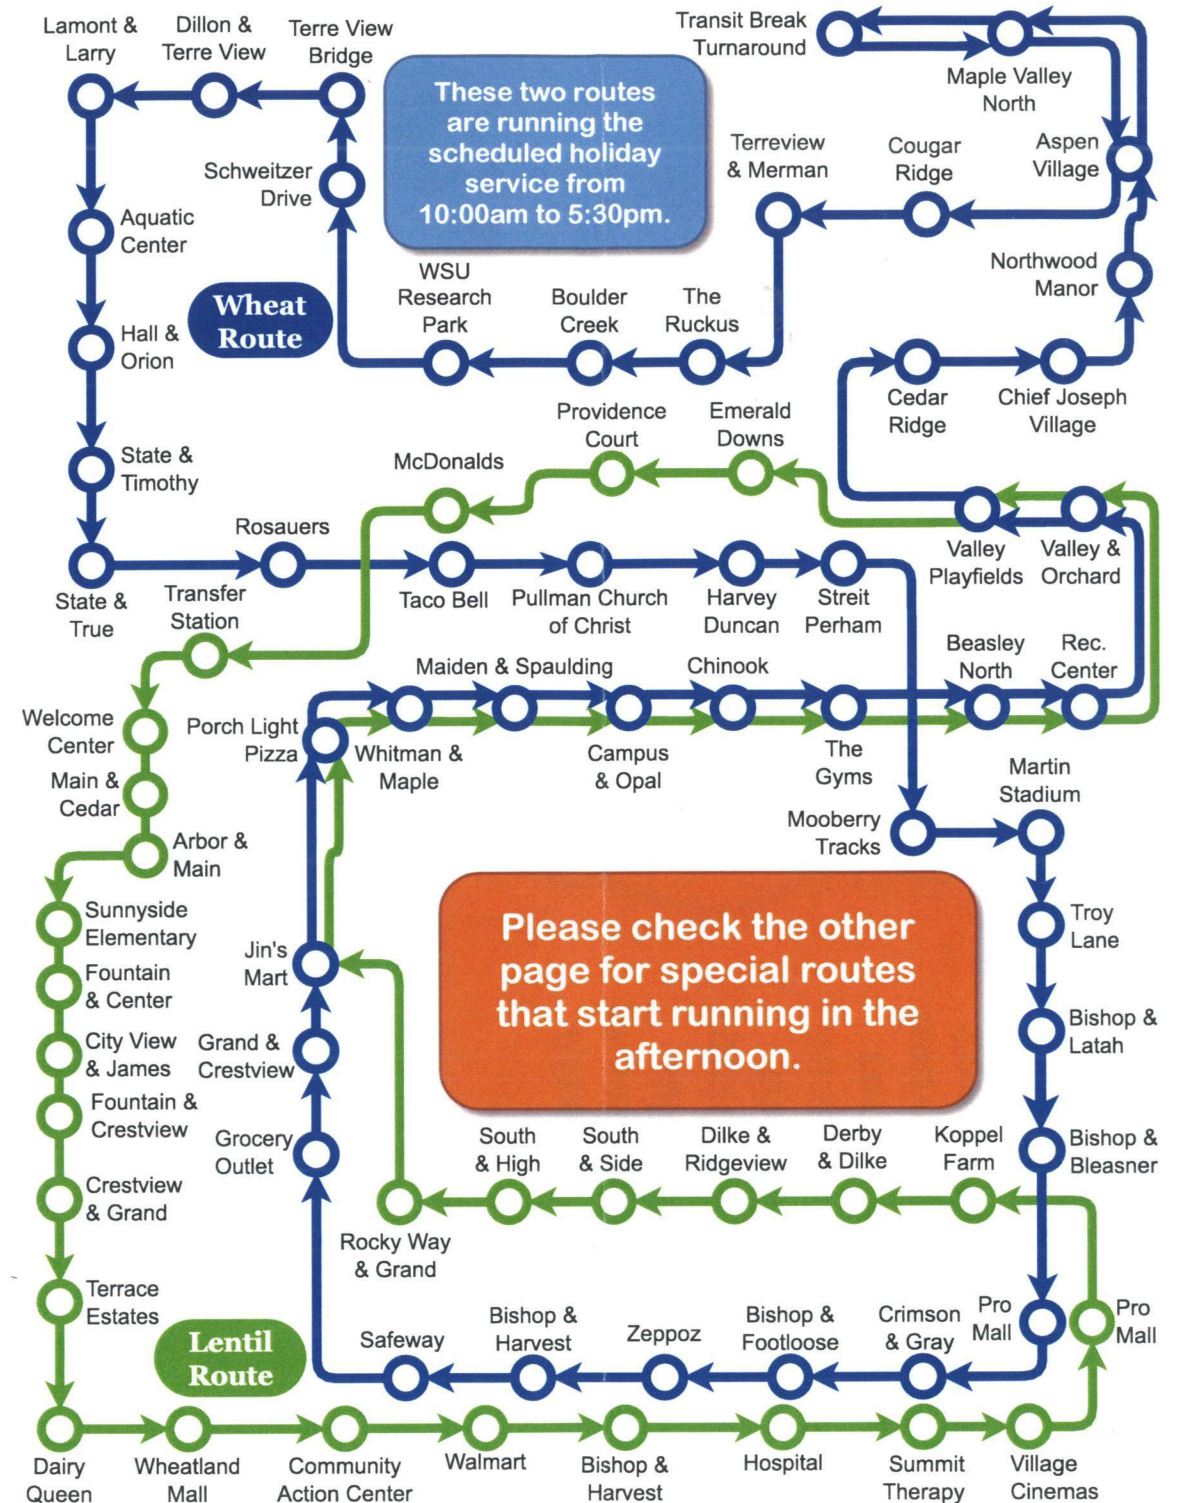 Lamont &
Larry
Dillon &
Terre View
Terre View
Bridge
These two routes
are running the
scheduled holiday
service from
10:00am to 5:30pm.
Transit Break
Turnaround
Maple Valley
North
Aspen
Village
Cougar
Ridge
Terreview
& Merman
Schweitzer
Drive
Aquatic
Center
Wheat
Route
WSU
Research
Park
Boulder
Creek
The
Ruckus
Northwood
Manor
Hall &
Orion
Cedar
Ridge
Chief Joseph
Village
Providence
Court
Emerald
Downs
McDonalds
State &
Timothy
Rosauers
Valley
Playfields
Valley &
Orchard
State &
True
Transfer
Station
Taco Bell
Pullman Church
of Christ
Harvey
Duncan
Streit
Perham
Maiden & Spaulding
Chinook
Beasley
North
Rec.
Center
Welcome
Center
Porch Light
Pizza
Whitman &
Maple
Campus
& Opal
The
Gyms
Main &
Cedar
Martin
Stadium
Mooberry
Tracks
Arbor &
Main
Sunnyside
Elementary
Please check the other
page for special routes
that start running in the
afternoon.
Troy
Lane
Jin's
Mart
Fountain
& Center
City View
& James
Grand &
Crestview
Bishop &
Latah
Fountain &
Crestview
Grocery
Outlet
South
& High
South
& Side
Dilke &
Ridgeview
Derby
& Dilke
Koppel
Farm
Bishop &
Bleasner
Crestview
& Grand
Rocky Way
& Grand
Terrace
Estates
Lentil
Route
Safeway
Bishop &
Harvest
Zeppoz
Bishop &
Footloose
Crimson
& Gray
Pro
Mall
Pro
Mall
Dairy
Queen
Wheatland
Mall
Community
Action Center
Walmart
Bishop &
Harvest
Hospital
Summit
Therapy
Village
Cinemas